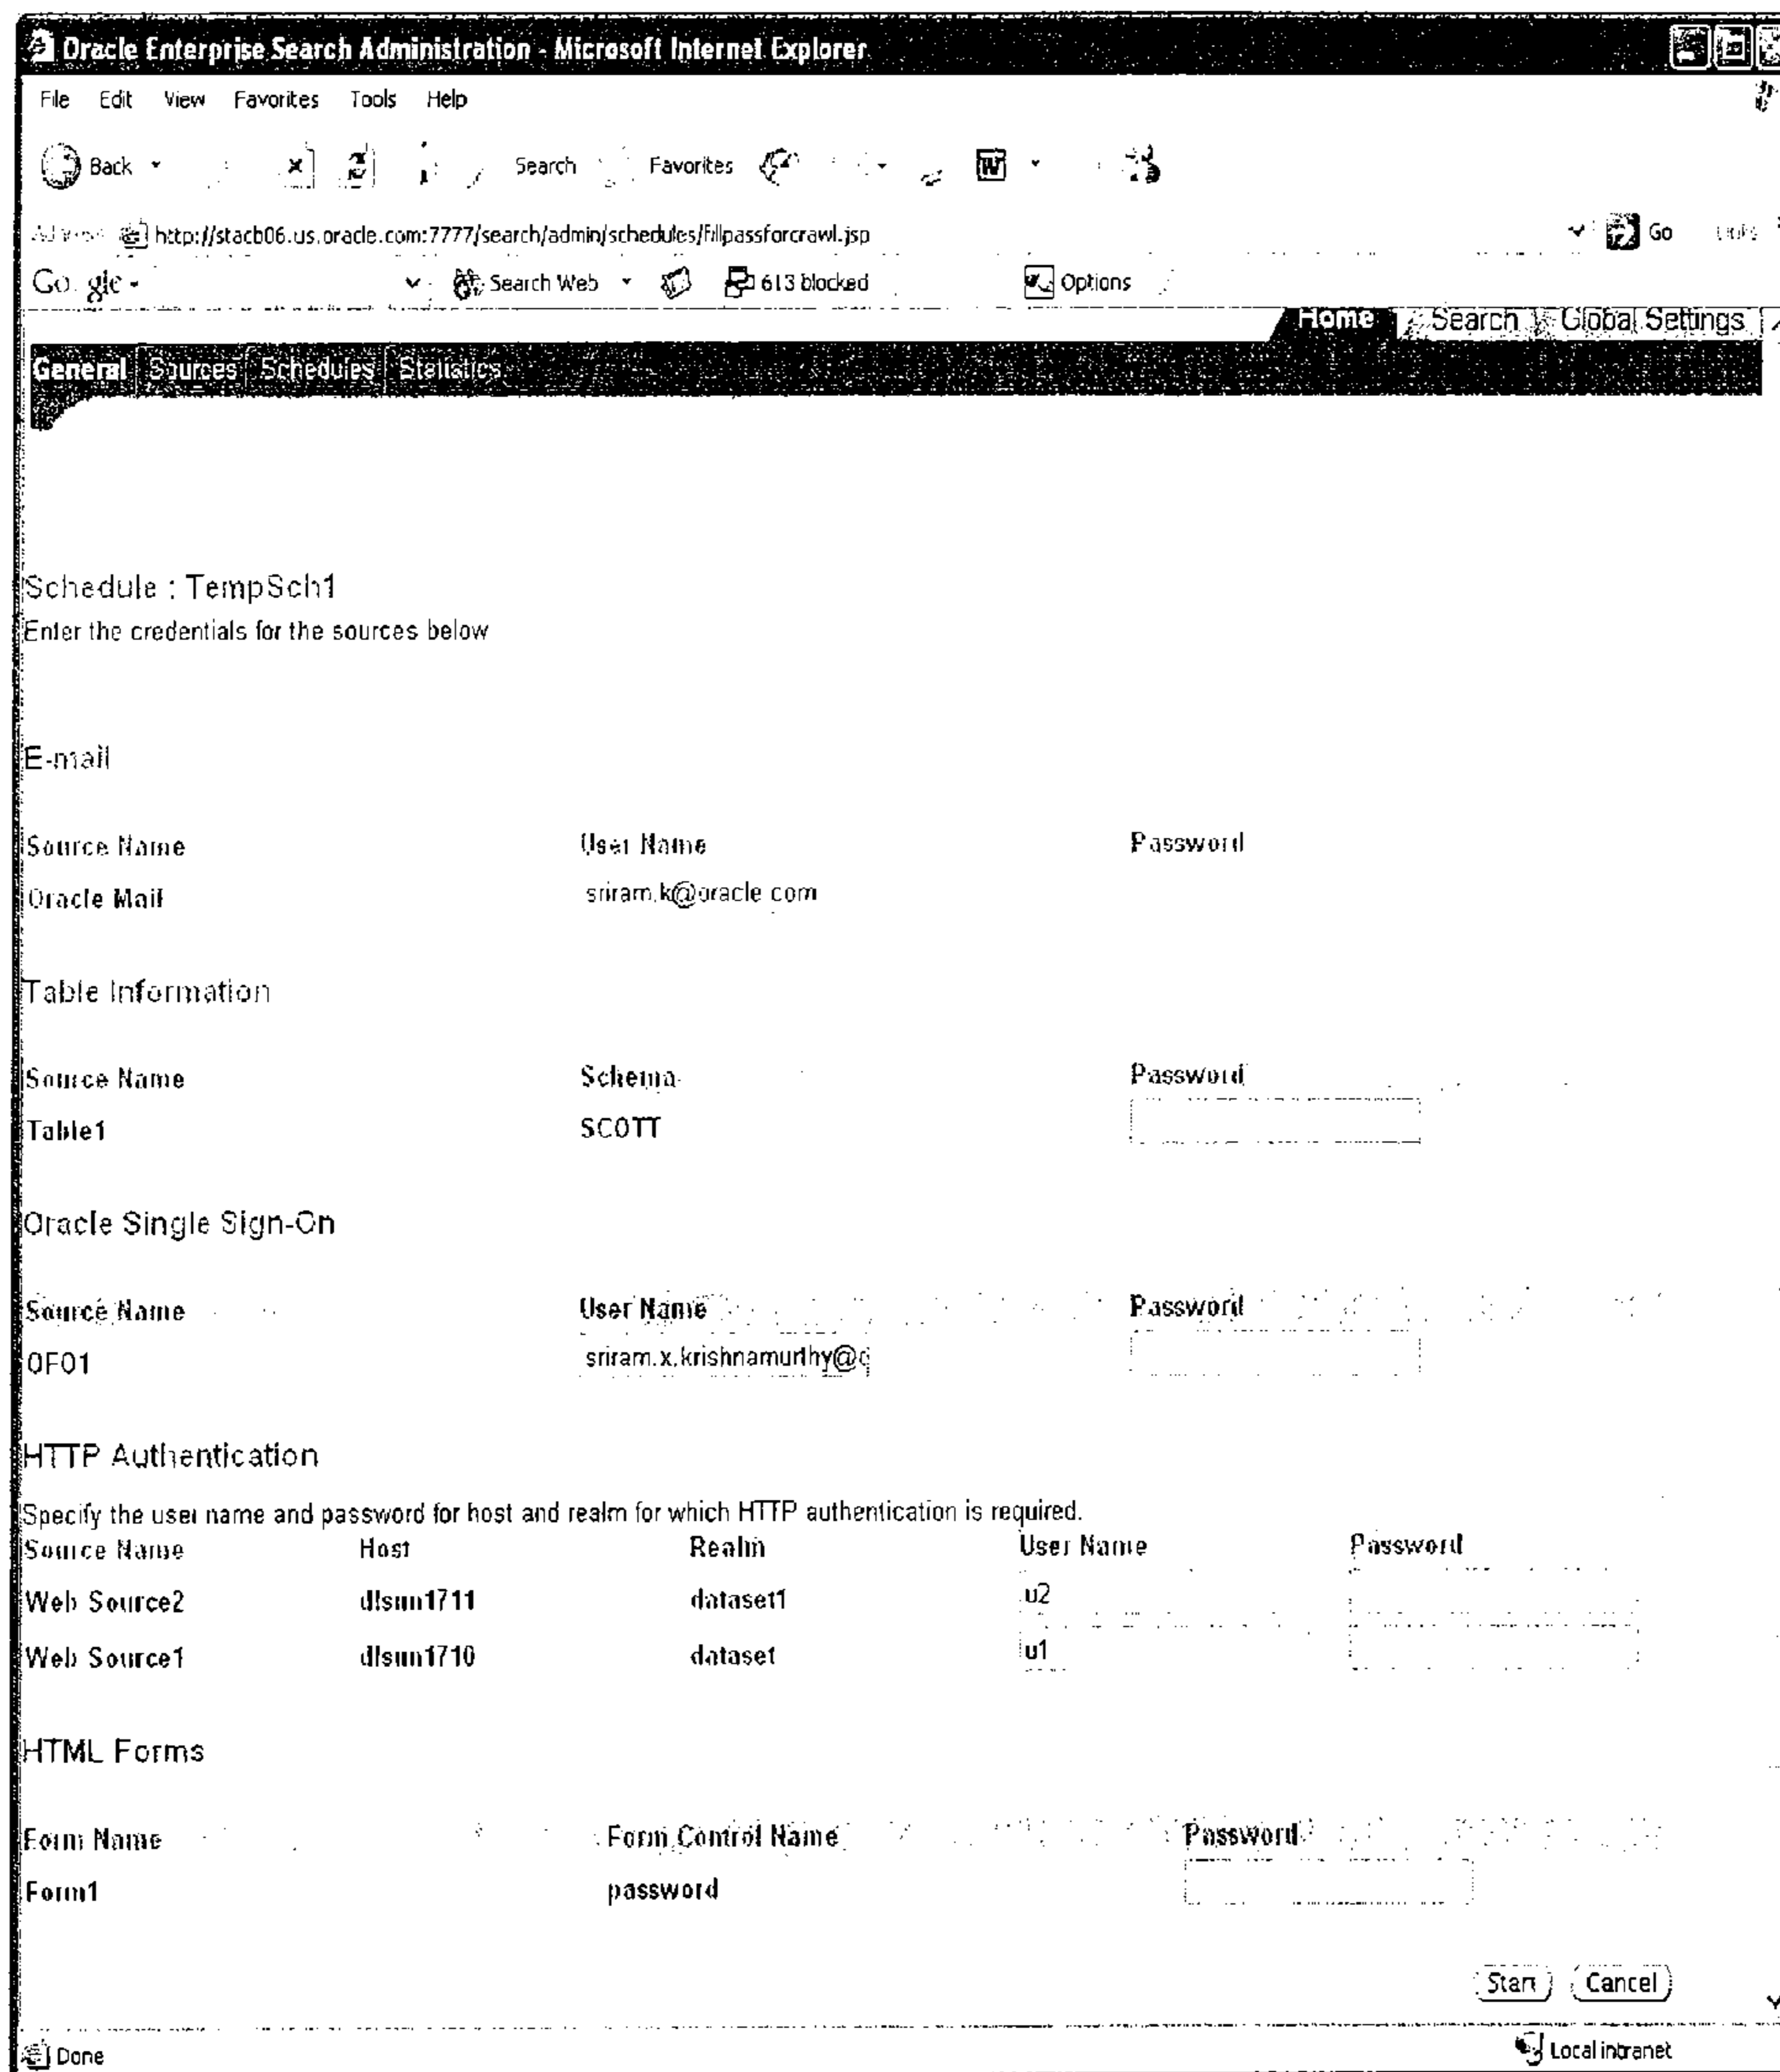 Oracle Enterprise Search Administration - Microsoft Internet Explorer
File Edit View Favorites Tools Help
Back Search Favorites
http://stacb06.us.oracle.com:7777/search/admin/schedules/fillpassforcrawl.jsp Go
Search Web 613 blocked Options
Home Search Global Settings
General Sources Schedules Statistics
Schedule : TempSch1
Enter the credentials for the sources below
E-mail
Source Name User Name Password
Oracle Mail sriram.k@oracle.com
Table Information
Source Name Schema Password
Table1 SCOTT
Oracle Single Sign-On
Source Name User Name Password
OFO1 sriram.x.krishnamurthy@
HTTP Authentication
Specify the user name and password for host and realm for which HTTP authentication is required.
Source Name Host Realm User Name Password
Web Source2 dlsun1711 dataset1 u2
Web Source1 dlsun1710 dataset u1
HTML Forms
Form Name Form Control Name Password
Form1 password
Start Cancel
Done Local intranet